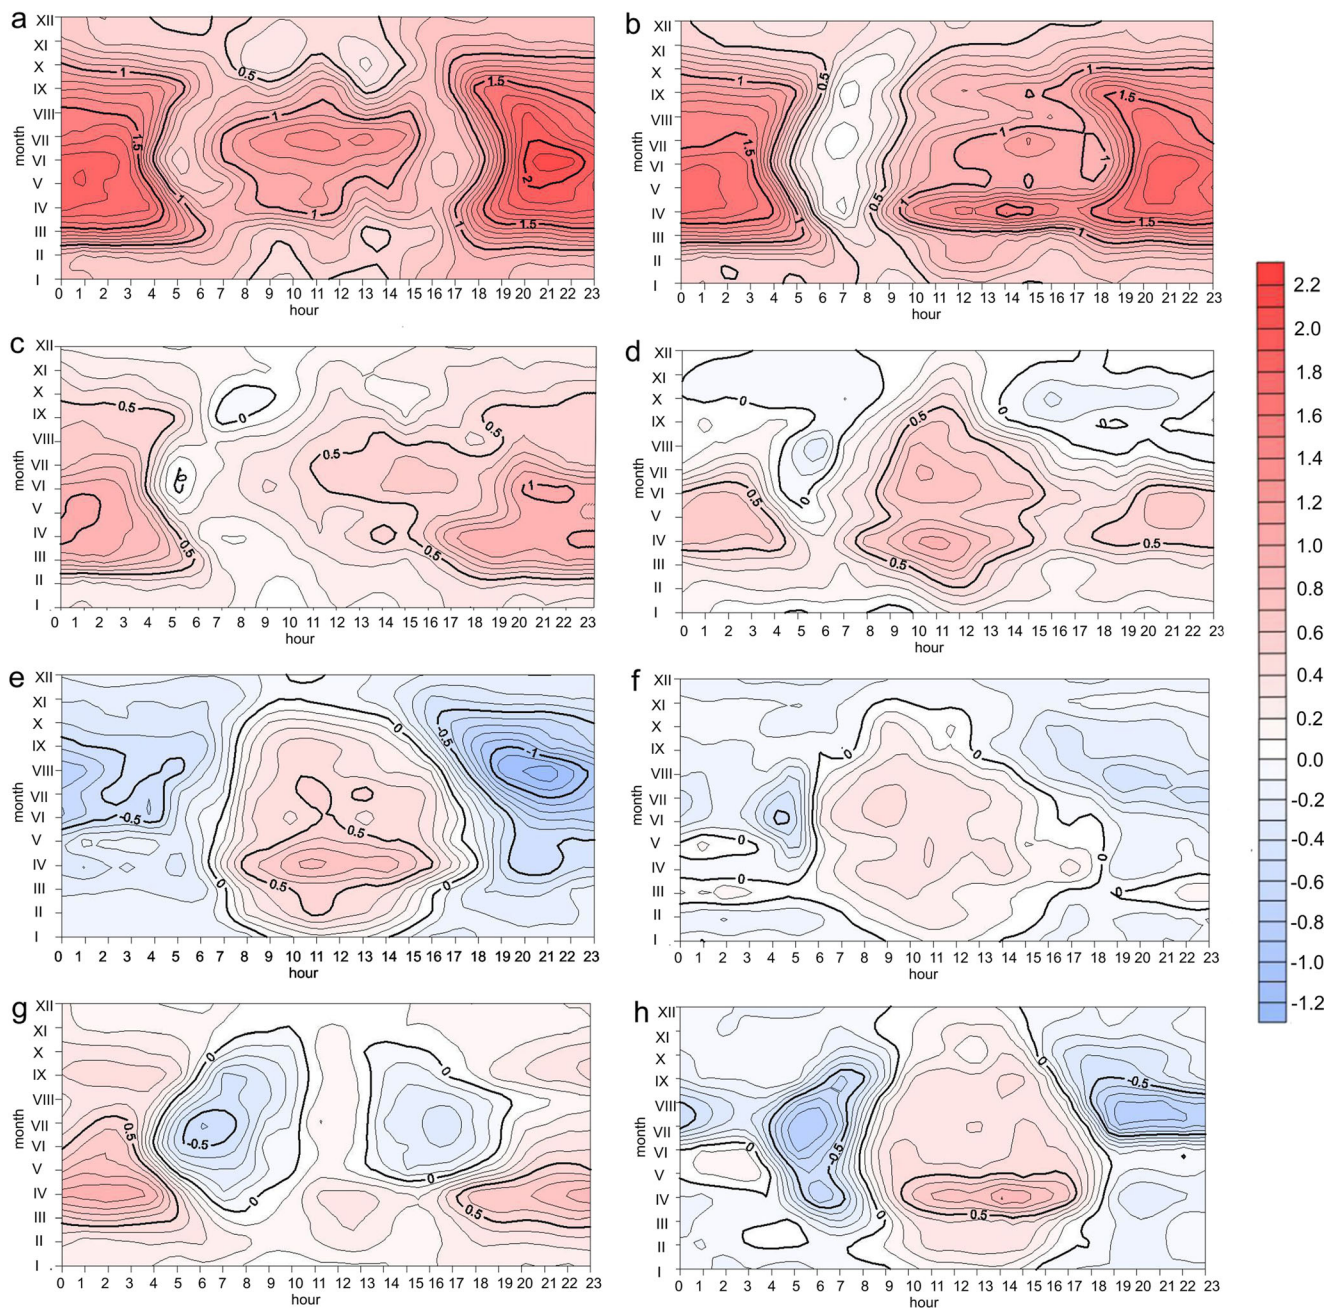 a
XII
XI
X
IX
VIII
VII
VI
V
IV
III
II
I
month
0.5
1
1
1.5
1.5
1
1
1
2
1.5
0 1 2 3 4 5 6 7 8 9 10 11 13 14 15 16 17 18 19 20 21 22 23
hour
b
XII
XI
X
IX
VIII
VII
VI
V
IV
III
II
I
month
0.5
1
1
1.5
1.5
1
1
0.5
1
1
1
1.5
0 1 2 3 4 5 6 7 8 9 10 11 12 13 14 15 16 17 18 19 20 21 22 23
hour
c
XII
XI
X
IX
VIII
VII
VI
V
IV
III
II
I
month
0.5
0
0.5
0.5
0
1
0.5
0.5
0 1 2 3 4 5 6 7 8 9 10 11 12 13 14 15 16 17 18 19 20 21 22 23
hour
d
XII
XI
X
IX
VIII
VII
VI
V
IV
III
II
I
month
0
0.5
0
0
0.5
0
0.5
0.5
0 1 2 3 4 5 6 7 8 9 10 11 12 13 14 15 16 17 18 19 20 21 22 23
hour
e
XII
XI
X
IX
VIII
VII
VI
V
IV
III
II
I
month
0
-0.5
-1
-0.5
0.5
0
0.5
0
0 1 2 3 4 5 6 7 8 9 10 11 12 13 14 15 16 17 18 19 20 21 22 23
hour
f
XII
XI
X
IX
VIII
VII
VI
V
IV
III
II
I
month
0
0
0
0
0
0
0 1 2 3 4 5 6 7 8 9 10 11 12 13 14 15 16 17 18 19 20 21 22 23
hour
g
XII
XI
X
IX
VIII
VII
VI
V
IV
III
II
I
month
0
0
0.5
-0.5
0
0
0.5
0 1 2 3 4 5 6 7 8 9 10 11 12 13 14 15 16 17 18 19 20 21 22 23
hour
h
XII
XI
X
IX
VIII
VII
VI
V
IV
III
II
I
month
0
0
-0.5
0
-0.5
0
0.5
0 1 2 3 4 5 6 7 8 9 10 11 12 13 14 15 16 17 18 19 20 21 22 23
hour
2.2
2.0
1.8
1.6
1.4
1.2
1.0
0.8
0.6
0.4
0.2
0.0
-0.2
-0.4
-0.6
-0.8
-1.0
-1.2